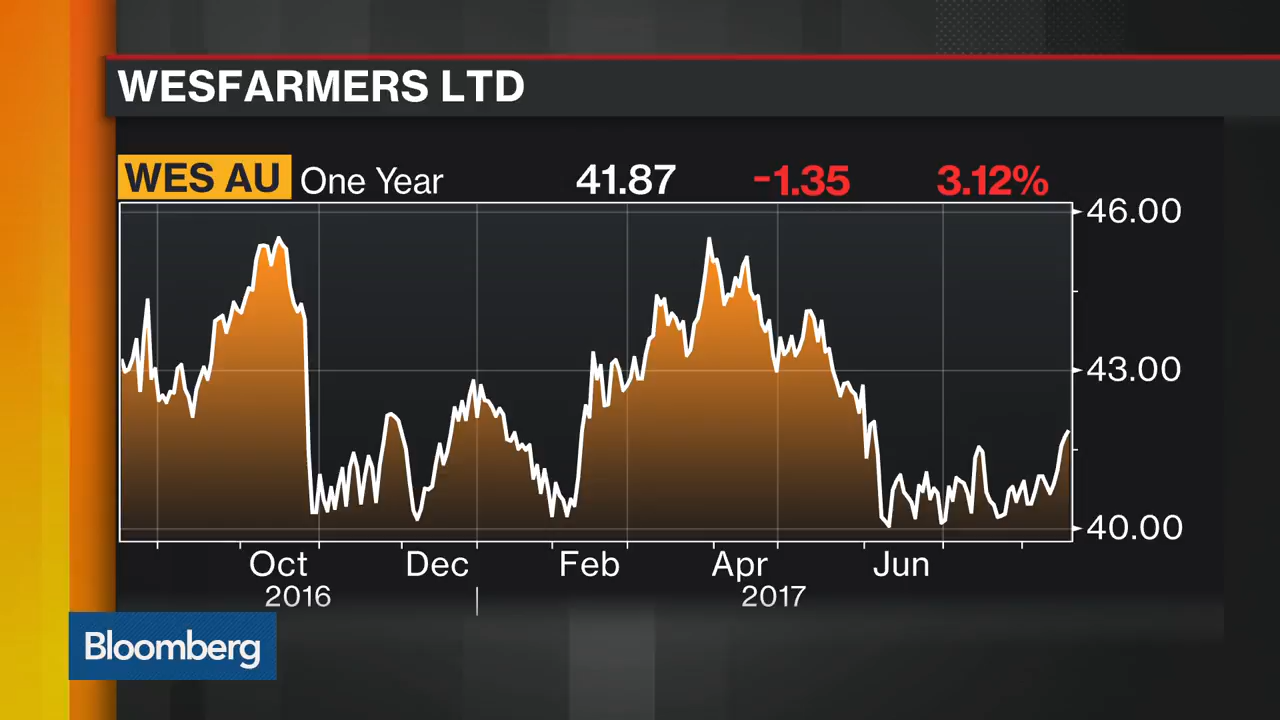 WESFARMERS LTD
WES AU One Year 41.87 -1.35 3.12%
46.00
43.00
40.00
Oct Dec Feb Apr Jun
2016 2017
Bloomberg